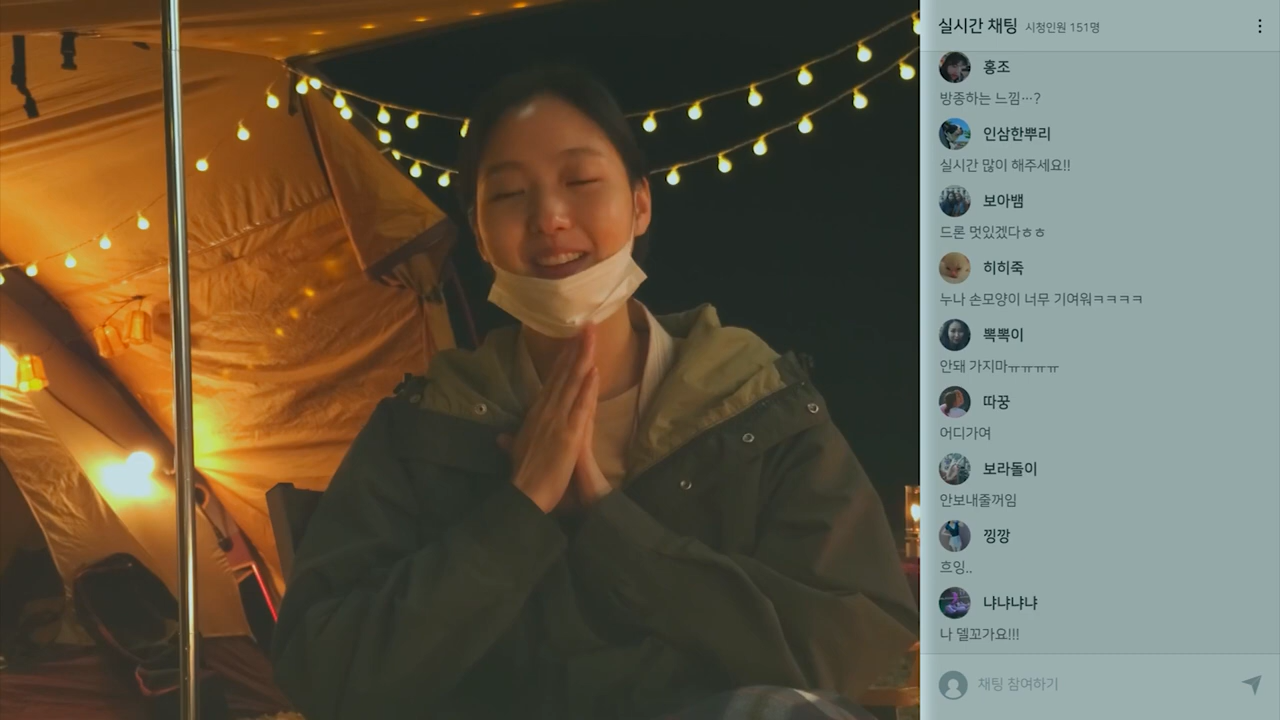 실시간 채팅 시청인원 151명
홍조
방종하는 느낌…?
인삼한뿌리
실시간 많이 해주세요!!
보아뱀
드론 멋있겠다ㅎㅎ
히히죽
누나 손모양이 너무 기여워ㅋㅋㅋㅋ
뽁뽁이
안돼 가지마ㅠㅠㅠㅠ
따꿍
어디가여
보라돌이
안보내줄꺼임
낑깡
흐잉..
냐냐냐냐
나 델꼬가요!!!
채팅 참여하기